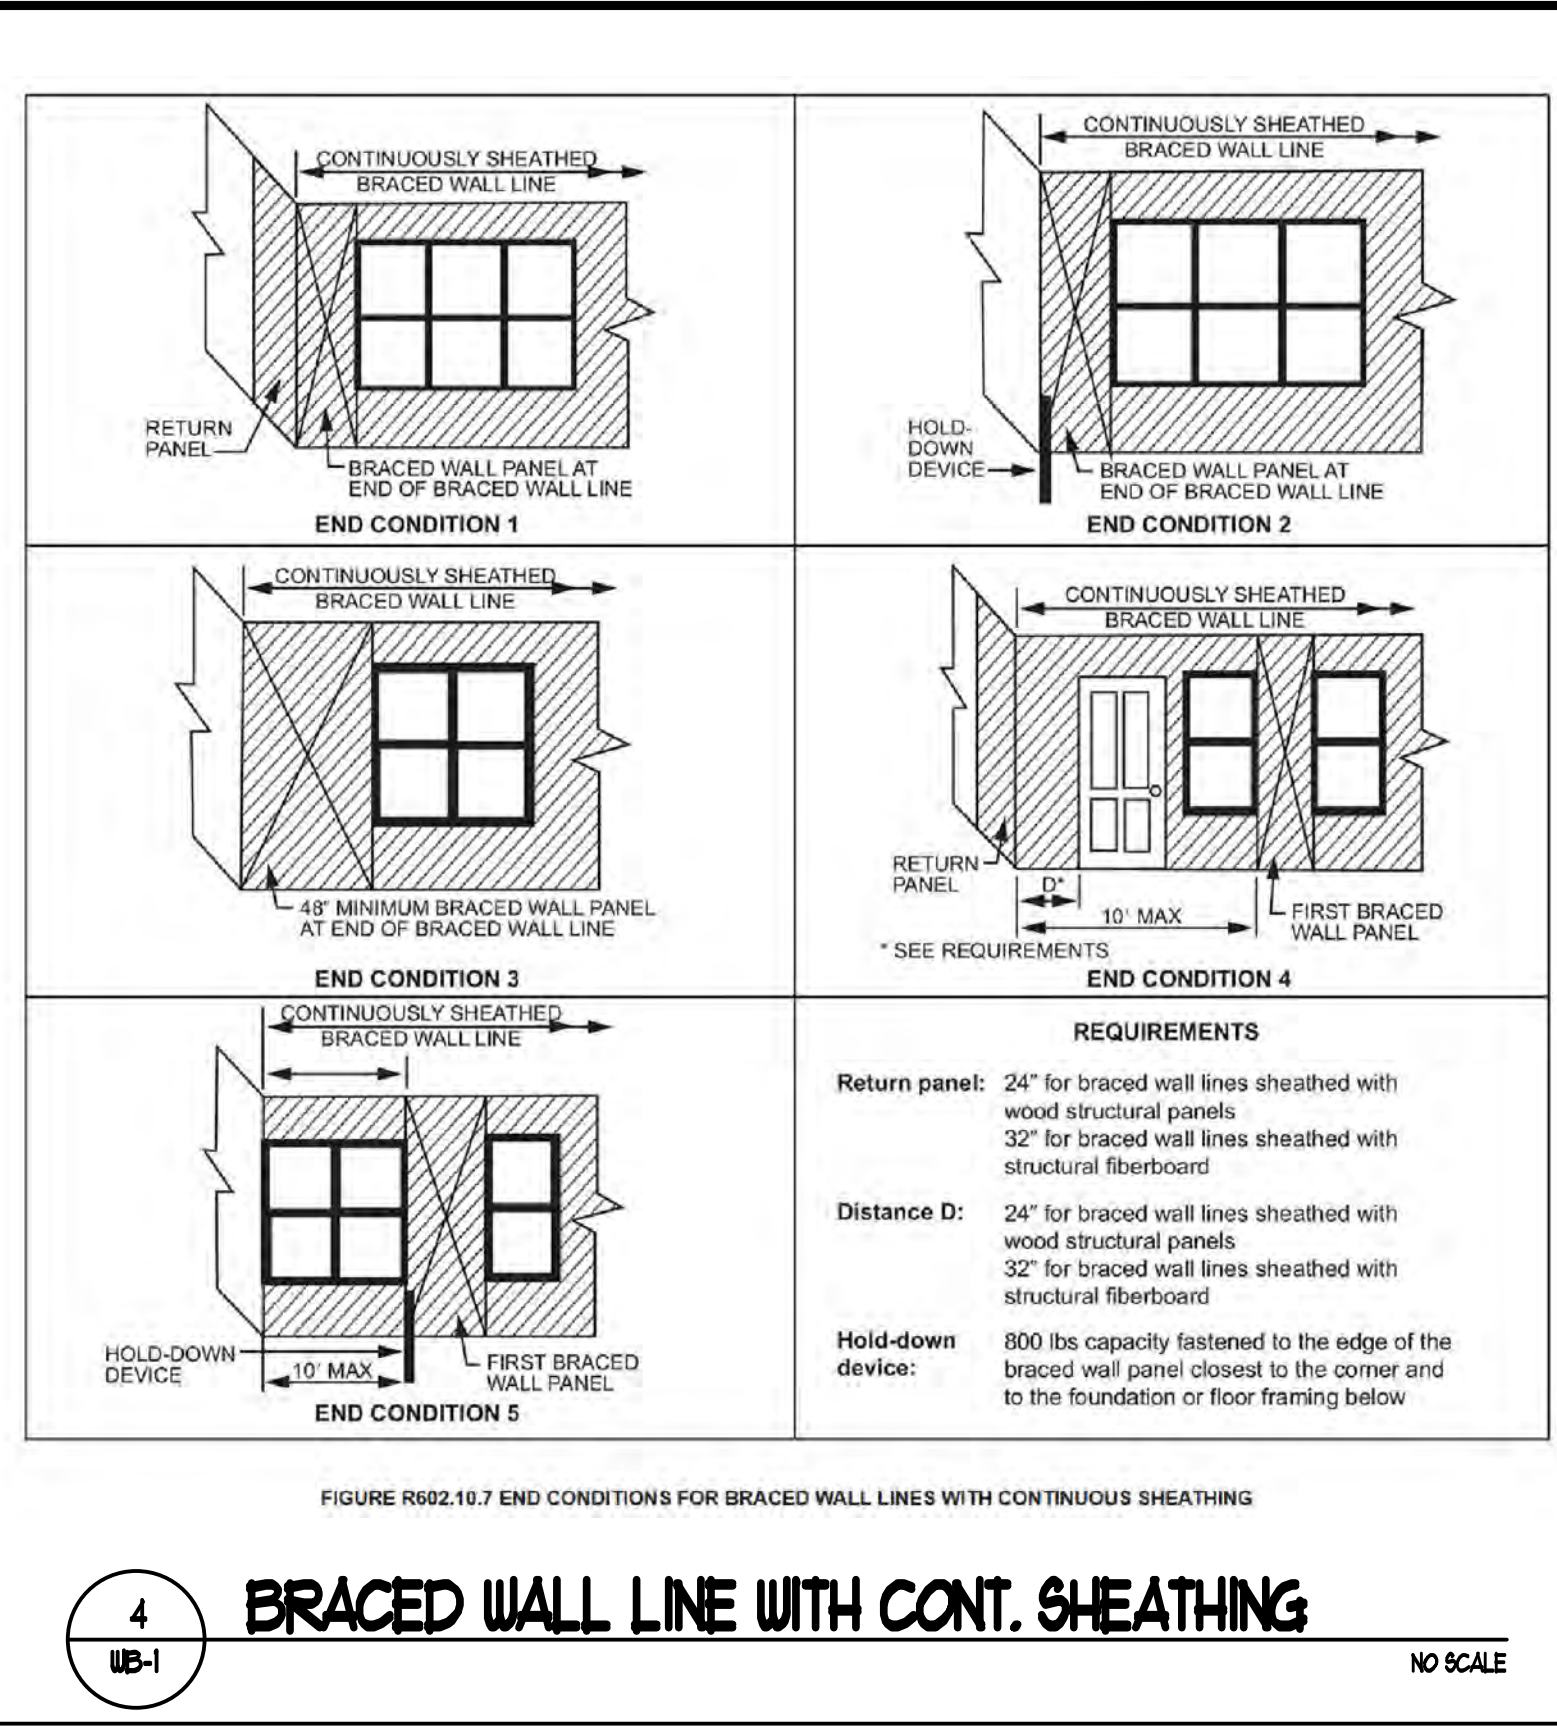 CONTINUOUSLY SHEATHED
BRACED WALL LINE
RETURN
PANEL
BRACED WALL PANEL AT
END OF BRACED WALL LINE
END CONDITION 1
CONTINUOUSLY SHEATHED
BRACED WALL LINE
HOLD-
DOWN
DEVICE
BRACED WALL PANEL AT
END OF BRACED WALL LINE
END CONDITION 2
CONTINUOUSLY SHEATHED
BRACED WALL LINE
48" MINIMUM BRACED WALL PANEL
AT END OF BRACED WALL LINE
END CONDITION 3
CONTINUOUSLY SHEATHED
BRACED WALL LINE
RETURN
PANEL
D*
10' MAX
FIRST BRACED
WALL PANEL
* SEE REQUIREMENTS
END CONDITION 4
CONTINUOUSLY SHEATHED
BRACED WALL LINE
HOLD-DOWN
DEVICE
10' MAX
FIRST BRACED
WALL PANEL
END CONDITION 5
REQUIREMENTS
Return panel: 24" for braced wall lines sheathed with
wood structural panels
32" for braced wall lines sheathed with
structural fiberboard
Distance D: 24" for braced wall lines sheathed with
wood structural panels
32" for braced wall lines sheathed with
structural fiberboard
Hold-down 800 lbs capacity fastened to the edge of the
device: braced wall panel closest to the corner and
to the foundation or floor framing below
FIGURE R602.10.7 END CONDITIONS FOR BRACED WALL LINES WITH CONTINUOUS SHEATHING
4
WB-1
BRACED WALL LINE WITH CONT. SHEATHING
NO SCALE